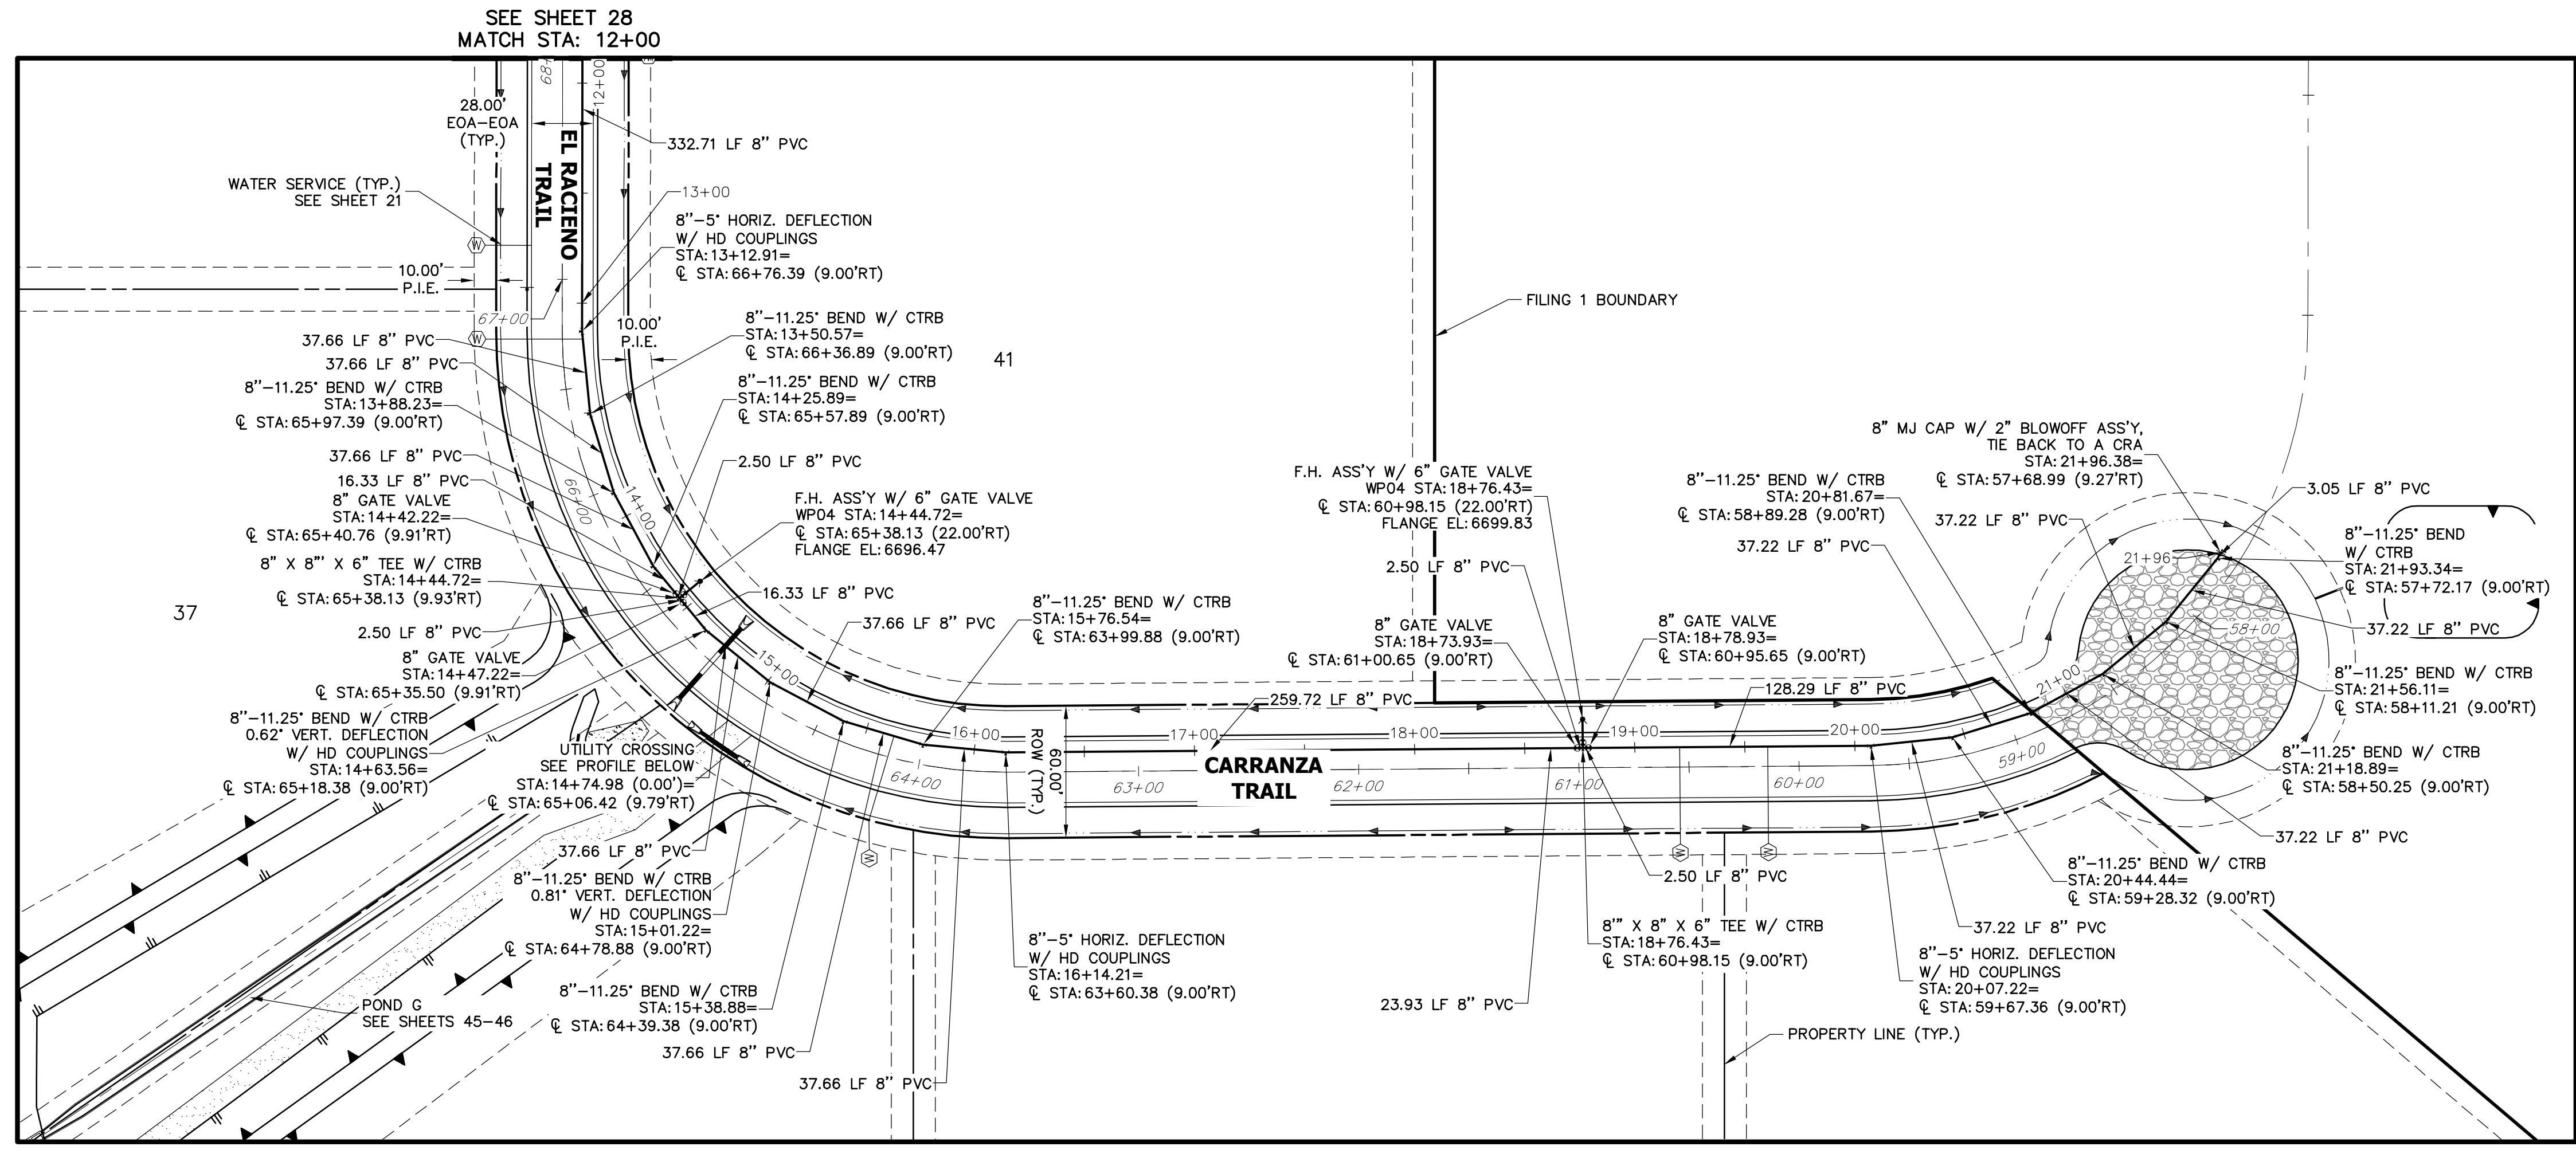 SEE SHEET 28
MATCH STA: 12+00
28.00'
EOA-EOA
(TYP.)
68+
12+00
EL RACIENO
TRAIL
332.71 LF 8" PVC
13+00
WATER SERVICE (TYP.)
SEE SHEET 21
W
8"-5° HORIZ. DEFLECTION
W/ HD COUPLINGS
STA:13+12.91=
℄ STA:66+76.39 (9.00'RT)
10.00'
P.I.E.
67+00
W
10.00'
P.I.E.
37.66 LF 8" PVC
37.66 LF 8" PVC
8"-11.25° BEND W/ CTRB
STA:13+50.57=
℄ STA:66+36.89 (9.00'RT)
41
8"-11.25° BEND W/ CTRB
STA:13+88.23=
℄ STA:65+97.39 (9.00'RT)
8"-11.25° BEND W/ CTRB
STA:14+25.89=
℄ STA:65+57.89 (9.00'RT)
37.66 LF 8" PVC
16.33 LF 8" PVC
2.50 LF 8" PVC
66+00
14+00
8" GATE VALVE
STA:14+42.22=
℄ STA:65+40.76 (9.91'RT)
F.H. ASS'Y W/ 6" GATE VALVE
WP04 STA:14+44.72=
℄ STA:65+38.13 (22.00'RT)
FLANGE EL:6696.47
8" X 8"' X 6" TEE W/ CTRB
STA:14+44.72=
℄ STA:65+38.13 (9.93'RT)
16.33 LF 8" PVC
37
2.50 LF 8" PVC
37.66 LF 8" PVC
8"-11.25° BEND W/ CTRB
STA:15+76.54=
℄ STA:63+99.88 (9.00'RT)
8" GATE VALVE
STA:14+47.22=
℄ STA:65+35.50 (9.91'RT)
15+00
8"-11.25° BEND W/ CTRB
0.62° VERT. DEFLECTION
W/ HD COUPLINGS
STA:14+63.56=
℄ STA:65+18.38 (9.00'RT)
UTILITY CROSSING
SEE PROFILE BELOW
STA:14+74.98 (0.00')=
℄ STA:65+06.42 (9.79'RT)
37.66 LF 8" PVC
W
8"-11.25° BEND W/ CTRB
0.81° VERT. DEFLECTION
W/ HD COUPLINGS
STA:15+01.22=
℄ STA:64+78.88 (9.00'RT)
8"-11.25° BEND W/ CTRB
STA:15+38.88=
℄ STA:64+39.38 (9.00'RT)
37.66 LF 8" PVC
37.66 LF 8" PVC
POND G
SEE SHEETS 45-46
FILING 1 BOUNDARY
F.H. ASS'Y W/ 6" GATE VALVE
WP04 STA:18+76.43=
℄ STA:60+98.15 (22.00'RT)
FLANGE EL:6699.83
2.50 LF 8" PVC
8" GATE VALVE
STA:18+73.93=
℄ STA:61+00.65 (9.00'RT)
8" GATE VALVE
STA:18+78.93=
℄ STA:60+95.65 (9.00'RT)
259.72 LF 8" PVC
128.29 LF 8" PVC
16+00
17+00
18+00
19+00
20+00
21+00
ROW (TYP.)
60.00'
CARRANZA
TRAIL
64+00
63+00
62+00
61+00
60+00
59+00
W
W
2.50 LF 8" PVC
8"-5° HORIZ. DEFLECTION
W/ HD COUPLINGS
STA:16+14.21=
℄ STA:63+60.38 (9.00'RT)
8"' X 8" X 6" TEE W/ CTRB
STA:18+76.43=
℄ STA:60+98.15 (9.00'RT)
23.93 LF 8" PVC
PROPERTY LINE (TYP.)
8" MJ CAP W/ 2" BLOWOFF ASS'Y,
TIE BACK TO A CRA
STA:21+96.38=
℄ STA:57+68.99 (9.27'RT)
8"-11.25° BEND W/ CTRB
STA:20+81.67=
℄ STA:58+89.28 (9.00'RT)
37.22 LF 8" PVC
37.22 LF 8" PVC
3.05 LF 8" PVC
21+96
8"-11.25° BEND
W/ CTRB
STA:21+93.34=
℄ STA:57+72.17 (9.00'RT)
58+00
37.22 LF 8" PVC
8"-11.25° BEND W/ CTRB
STA:21+56.11=
℄ STA:58+11.21 (9.00'RT)
8"-11.25° BEND W/ CTRB
STA:21+18.89=
℄ STA:58+50.25 (9.00'RT)
37.22 LF 8" PVC
8"-11.25° BEND W/ CTRB
STA:20+44.44=
℄ STA:59+28.32 (9.00'RT)
37.22 LF 8" PVC
8"-5° HORIZ. DEFLECTION
W/ HD COUPLINGS
STA:20+07.22=
℄ STA:59+67.36 (9.00'RT)